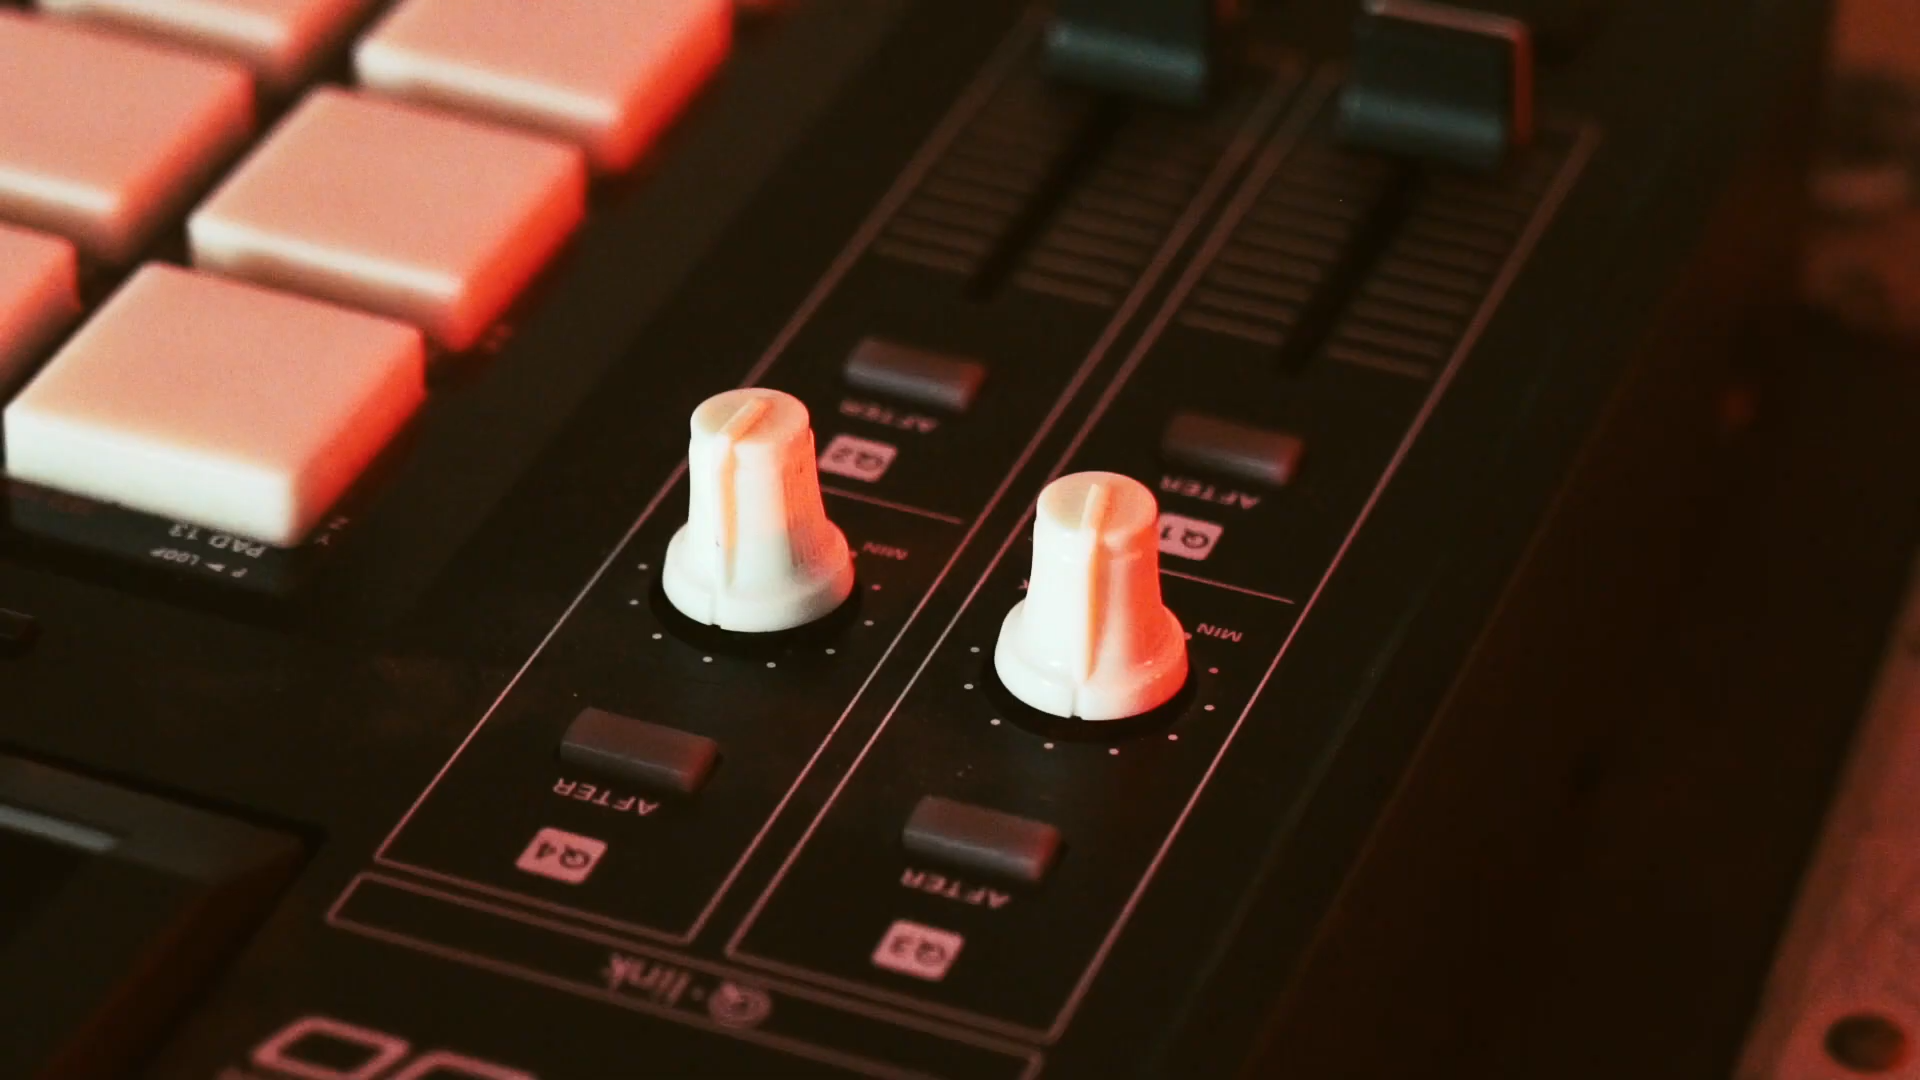 AFTER
Q2
AFTER
Q1
MIN
MIN
PAD 13
LOOP
AFTER
Q4
AFTER
Q3
Q·link